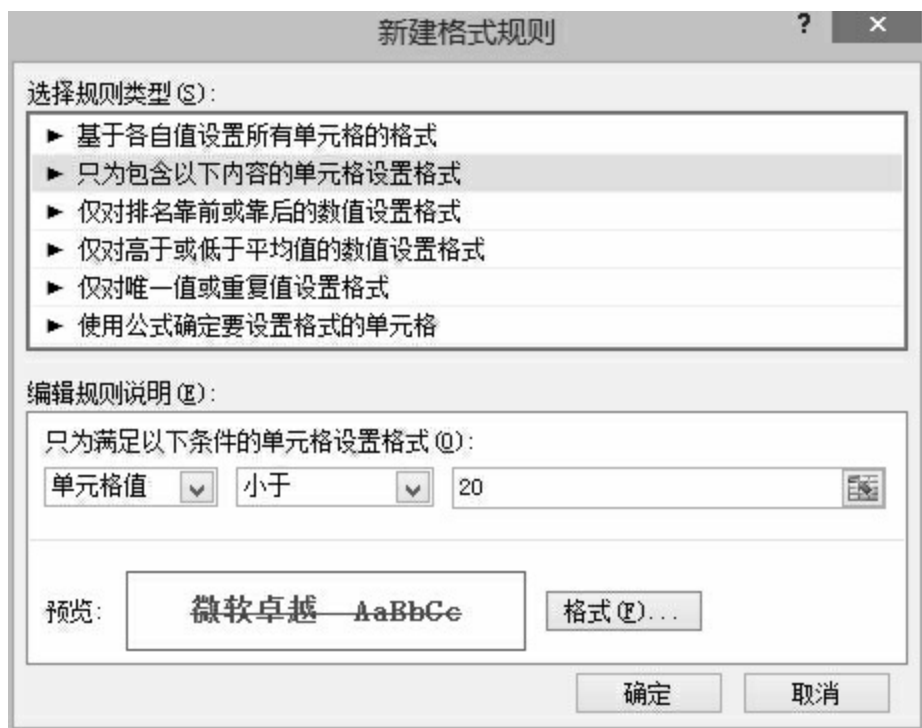 新建格式规则
? ×
选择规则类型(S):
► 基于各自值设置所有单元格的格式
► 只为包含以下内容的单元格设置格式
► 仅对排名靠前或靠后的数值设置格式
► 仅对高于或低于平均值的数值设置格式
► 仅对唯一值或重复值设置格式
► 使用公式确定要设置格式的单元格
编辑规则说明(E):
只为满足以下条件的单元格设置格式(O):
单元格值 小于 20
预览: 微软卓越 AaBbCc 格式(F)...
确定 取消